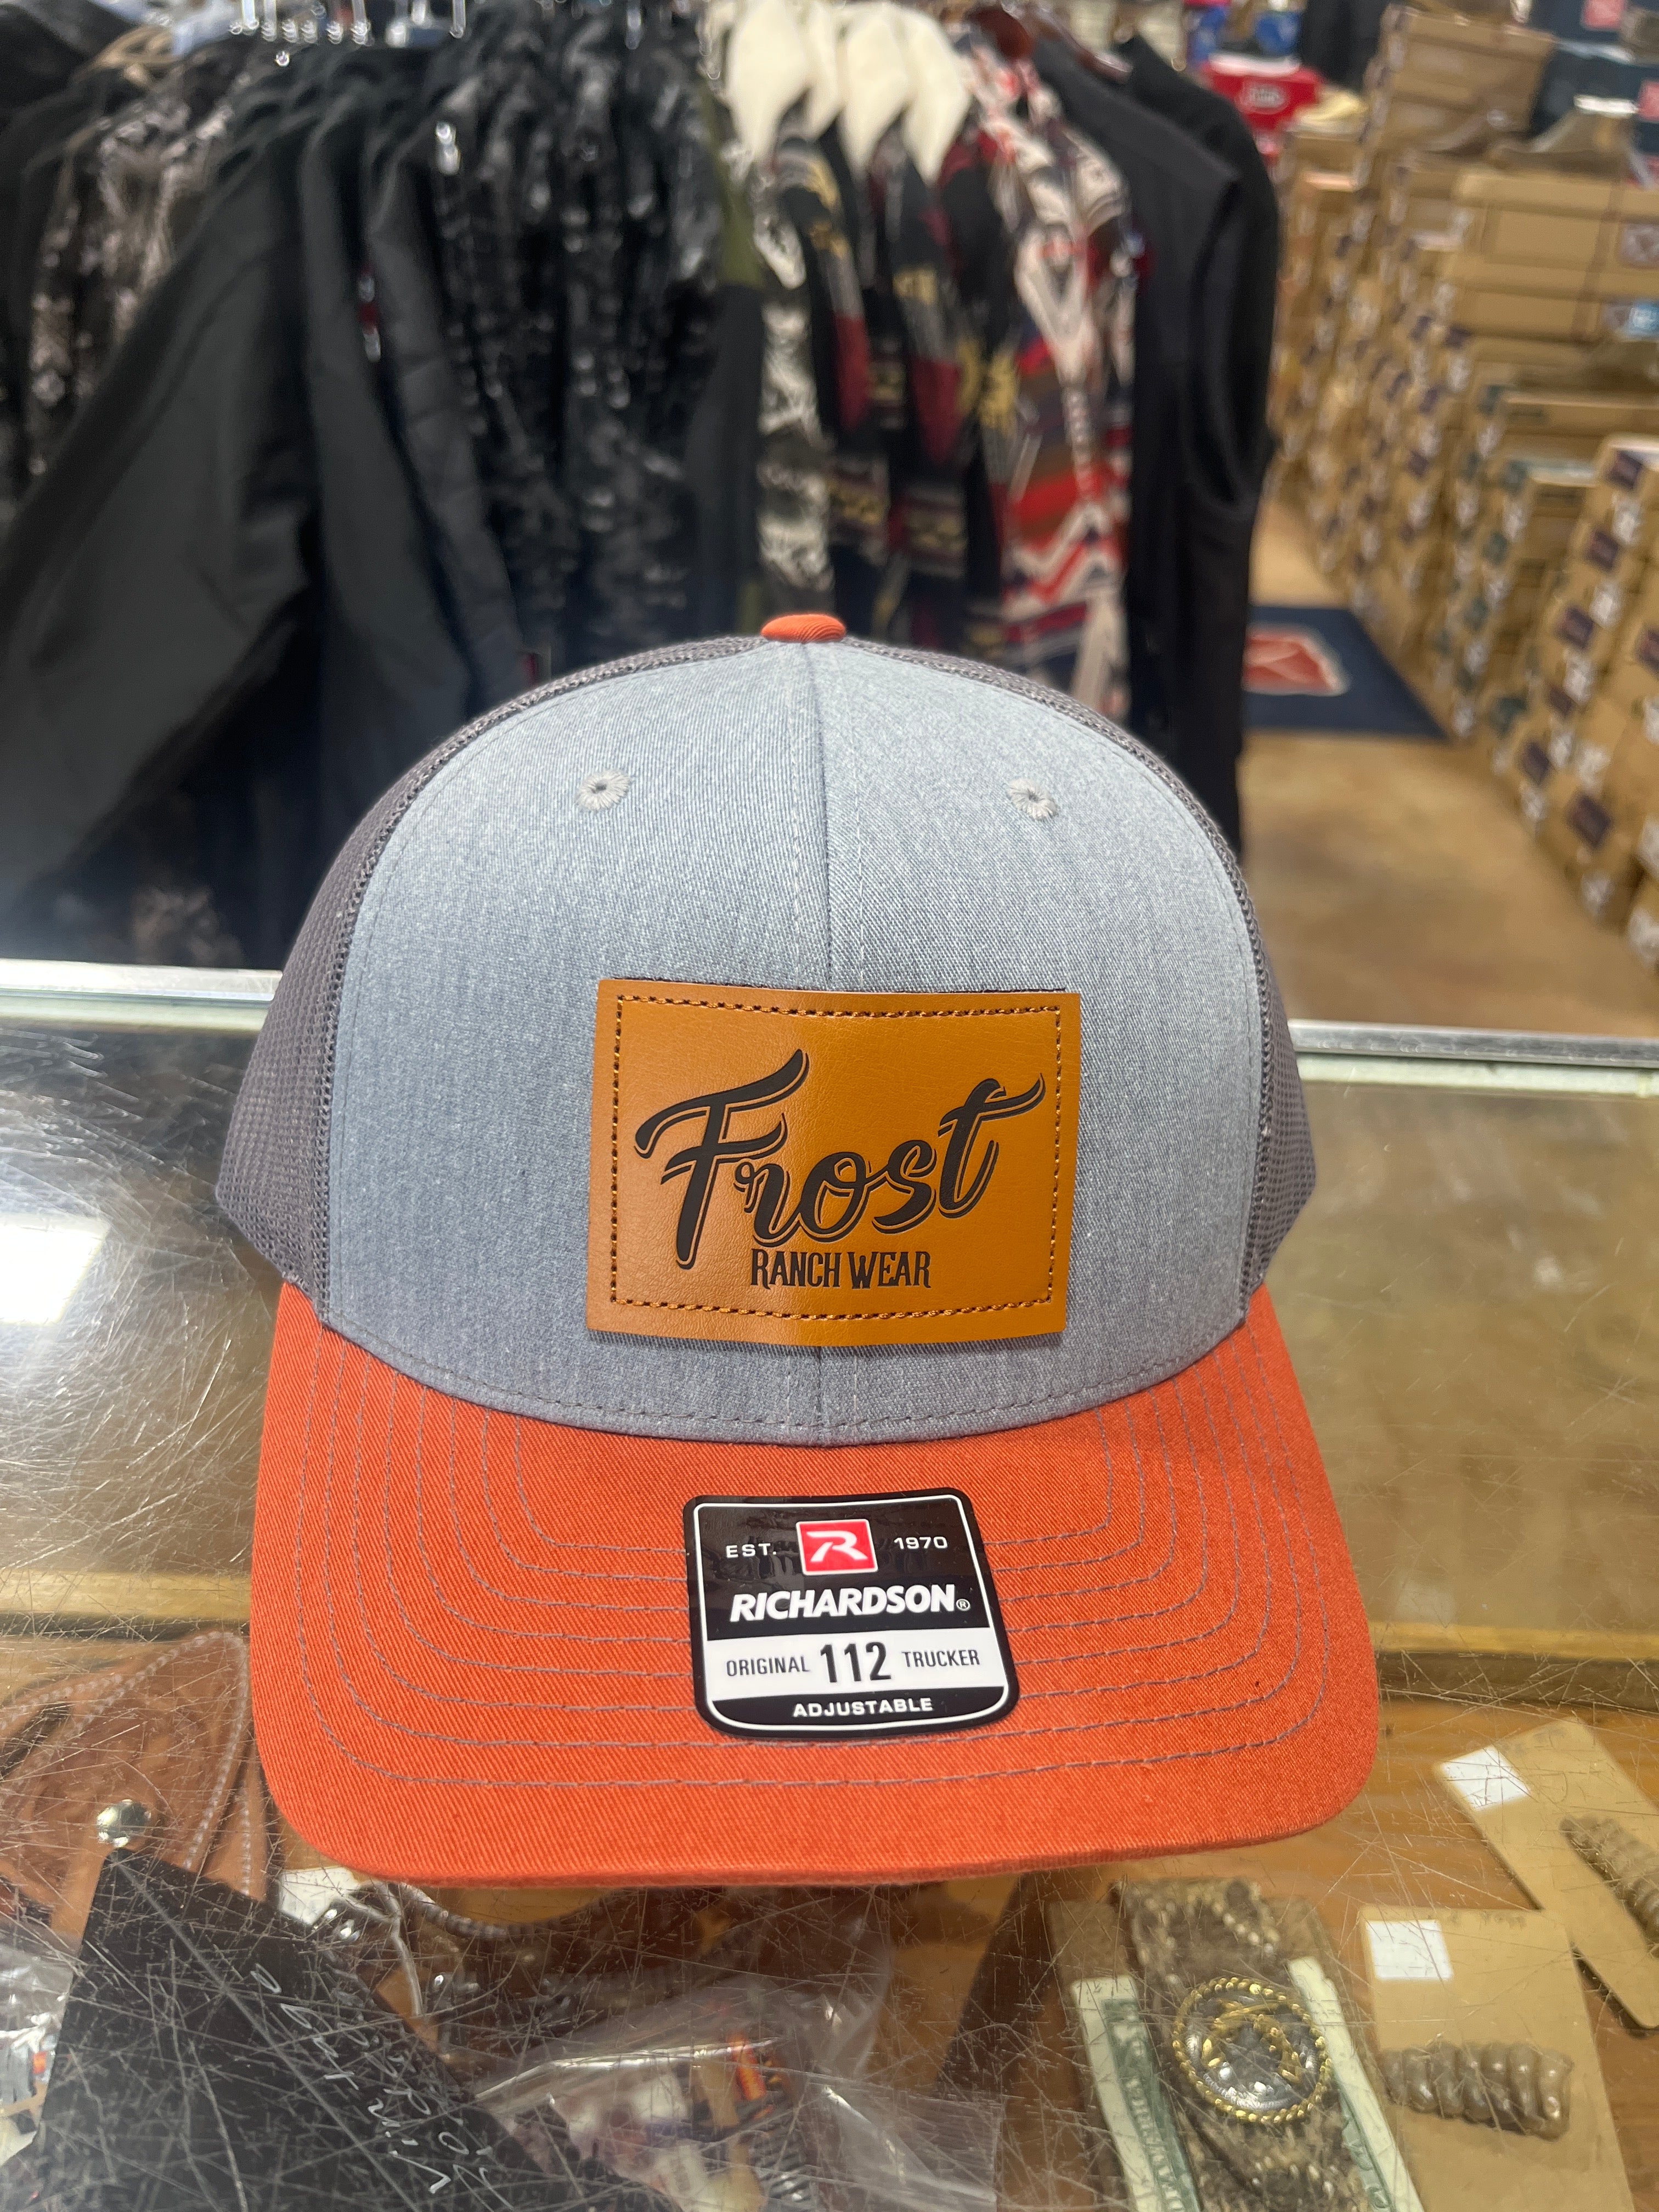 Frost
RANCH WEAR
EST. R 1970
RICHARDSON®
ORIGINAL 112 TRUCKER
ADJUSTABLE